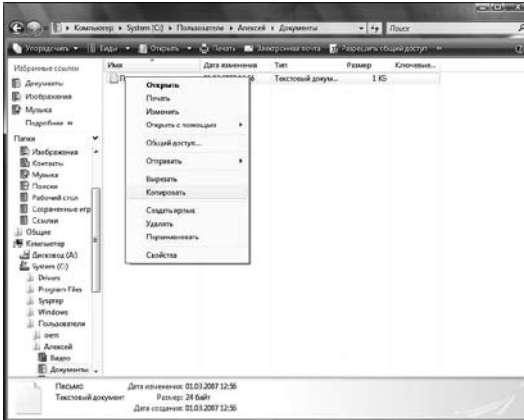 Компьютер ▸ System (C:) ▸ Пользователи ▸ Алексей ▸ Документы
Поиск
Упорядочить Виды Открыть Печать Электронная почта Разрешить общий доступ »
Избранные ссылки
Документы
Изображения
Музыка
Подробнее »
Папки
Изображения
Контакты
Музыка
Поиски
Рабочий стол
Сохраненные игр
Ссылки
Общие
Компьютер
Дисковод (A:)
System (C:)
Drivers
Program Files
Sysprep
Windows
Пользователи
oem
Алексей
Видео
Документы
Имя Дата изменения Тип Размер Ключевые...
Текстовый докум... 1 КБ
Открыть
Печать
Изменить
Открыть с помощью
Общий доступ...
Отправить
Вырезать
Копировать
Создать ярлык
Удалить
Переименовать
Свойства
Письмо Дата изменения: 01.03.2007 12:56
Текстовый документ Размер: 24 байт
Дата создания: 01.03.2007 12:56